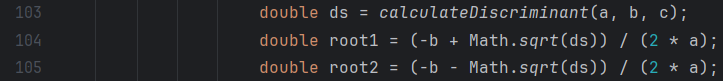 103 double ds = calculateDiscriminant(a, b, c);
104 double root1 = (-b + Math.sqrt(ds)) / (2 * a);
105 double root2 = (-b - Math.sqrt(ds)) / (2 * a);